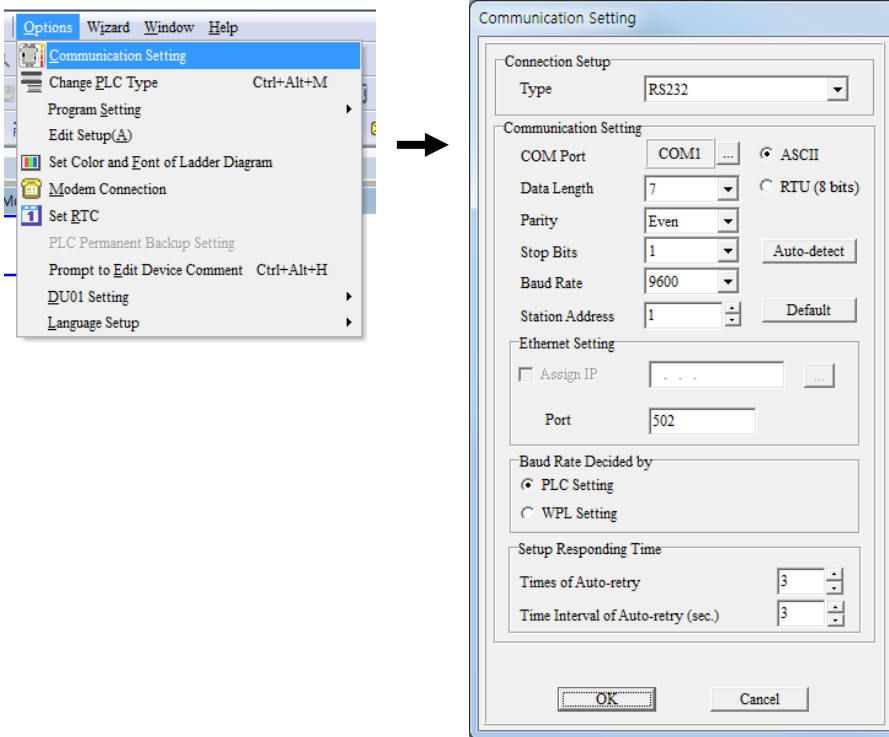 Options Wizard Window Help
Communication Setting
Change PLC Type Ctrl+Alt+M
Program Setting
Edit Setup(A)
Set Color and Font of Ladder Diagram
Modem Connection
1 Set RTC
PLC Permanent Backup Setting
Prompt to Edit Device Comment Ctrl+Alt+H
DU01 Setting
Language Setup
Communication Setting
Connection Setup
Type RS232
Communication Setting
COM Port COM1 ... ASCII
Data Length 7 RTU (8 bits)
Parity Even
Stop Bits 1 Auto-detect
Baud Rate 9600
Station Address 1 Default
Ethernet Setting
Assign IP . . . ...
Port 502
Baud Rate Decided by
PLC Setting
WPL Setting
Setup Responding Time
Times of Auto-retry 3
Time Interval of Auto-retry (sec.) 3
OK Cancel